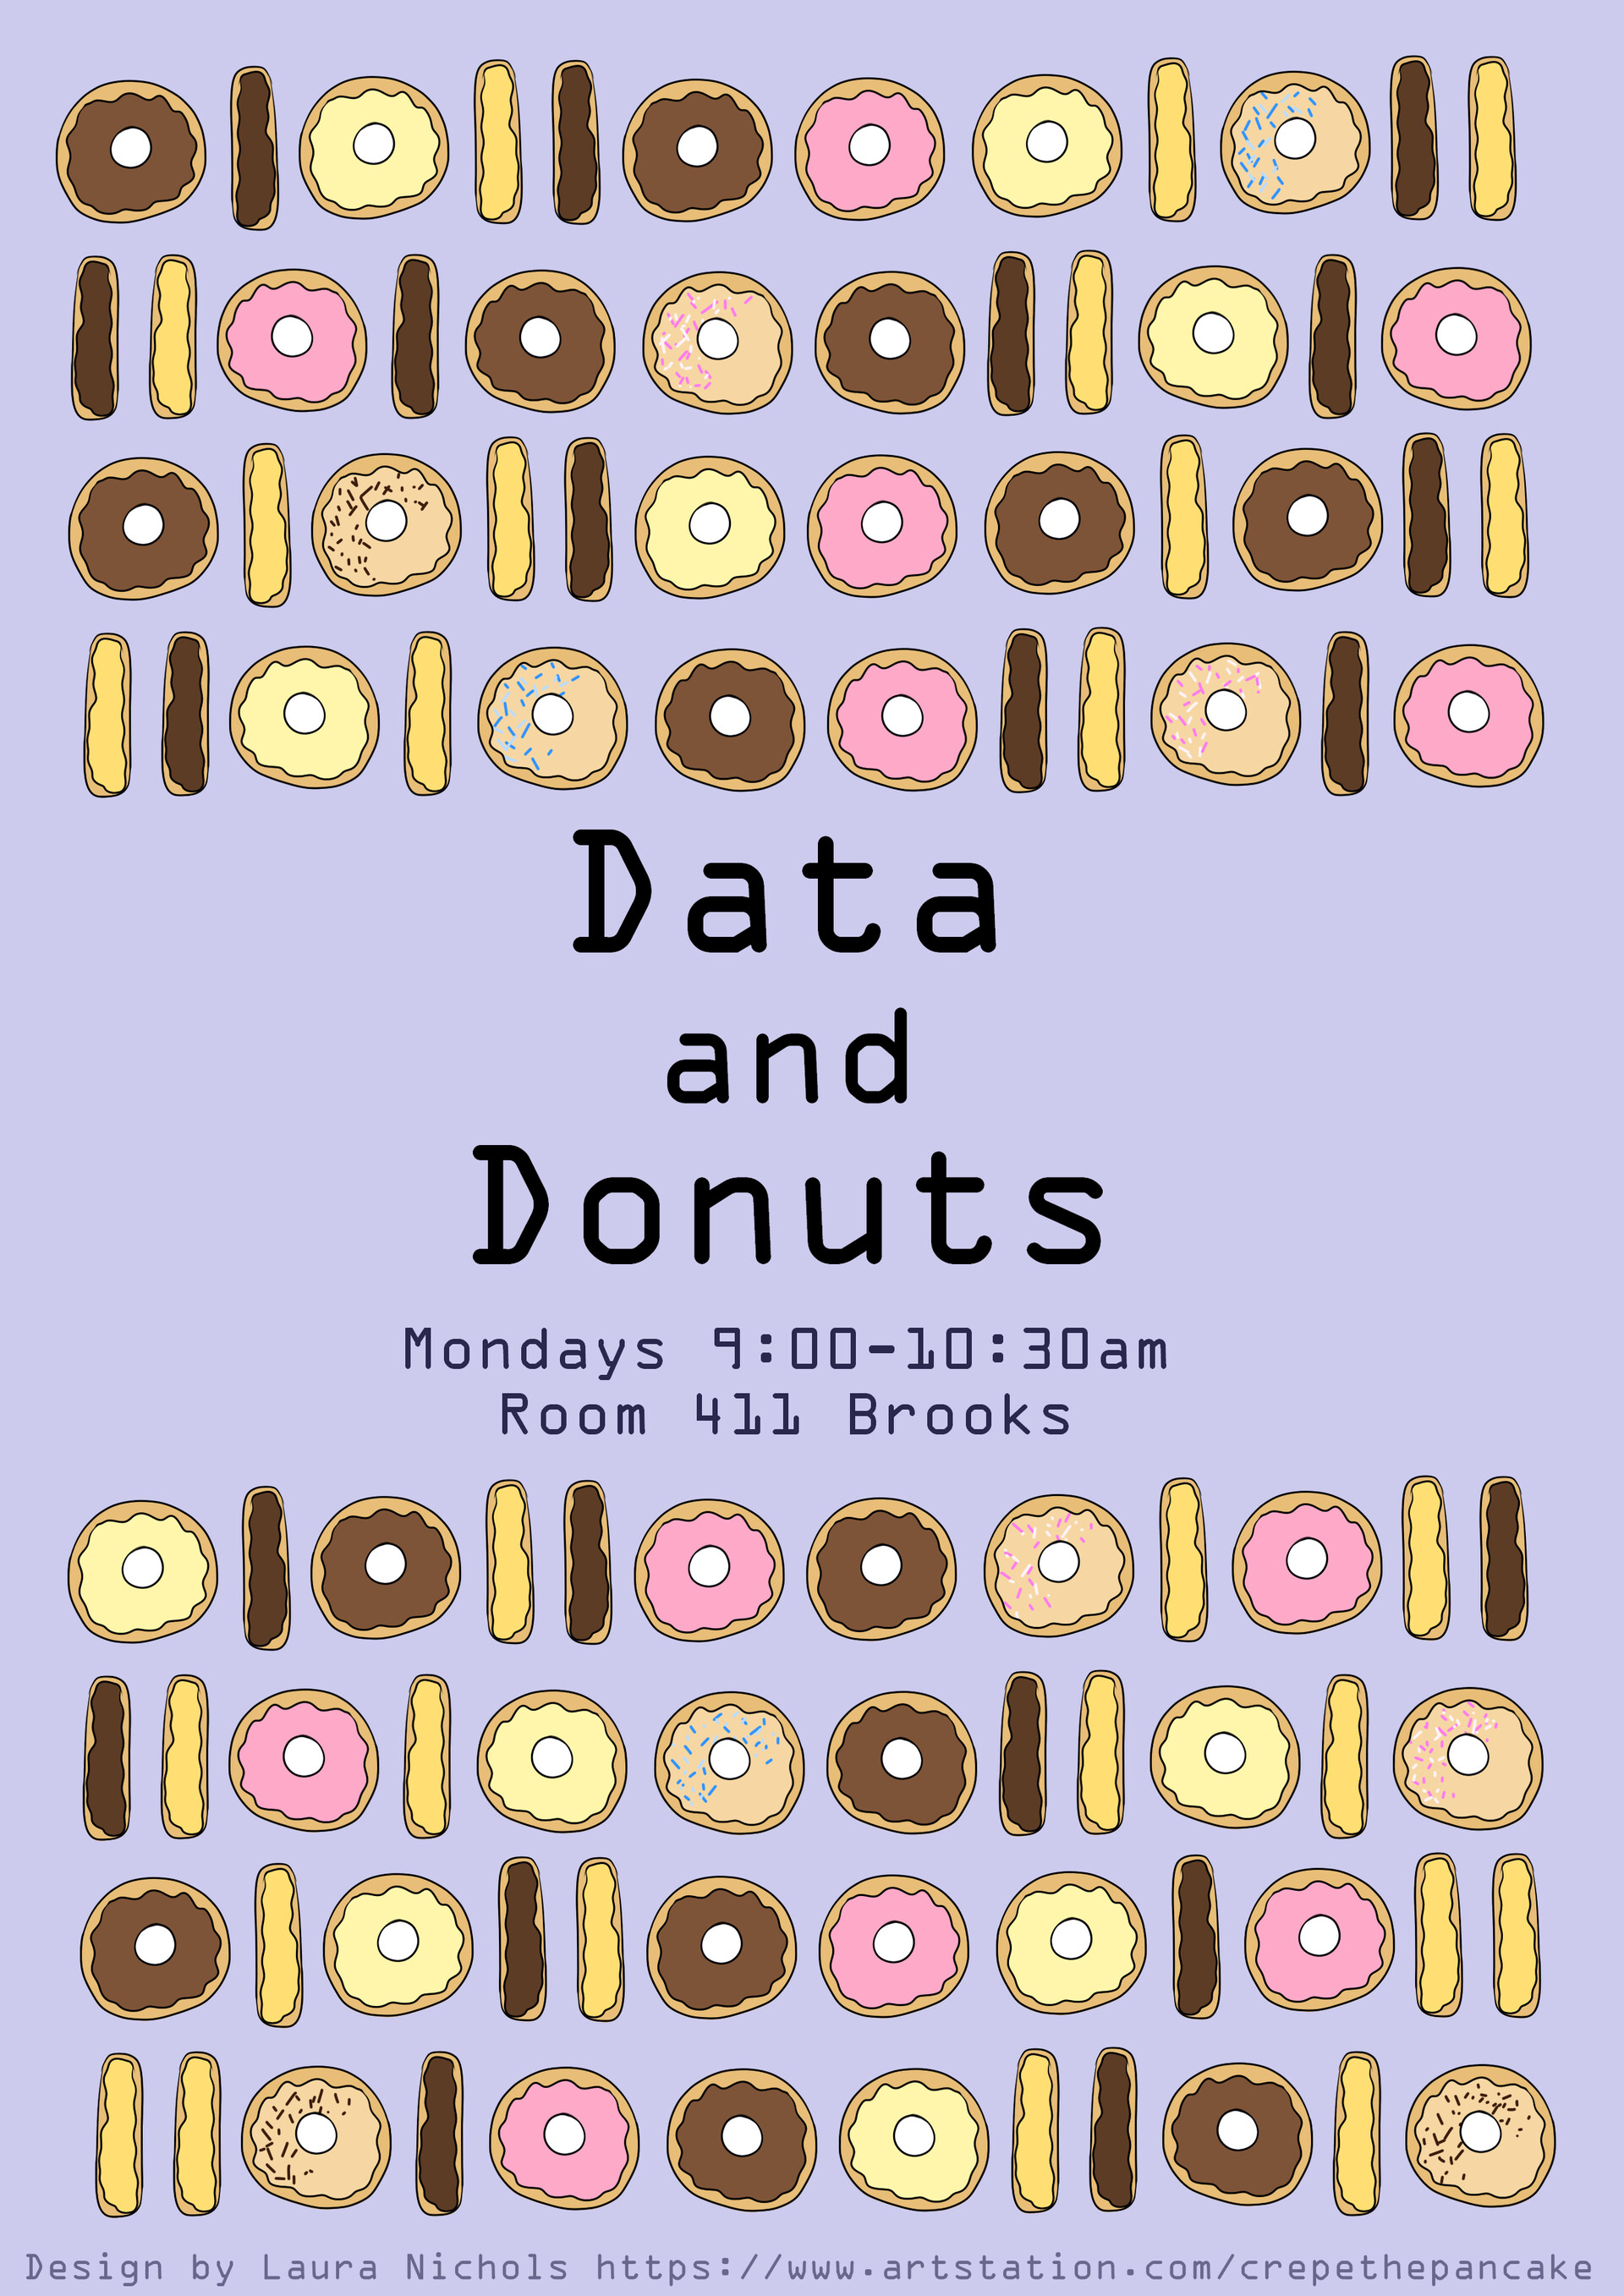 Data
and
Donuts
Mondays 9:00-10:30am
Room 411 Brooks
Design by Laura Nichols https://www.artstation.com/crepethepancake